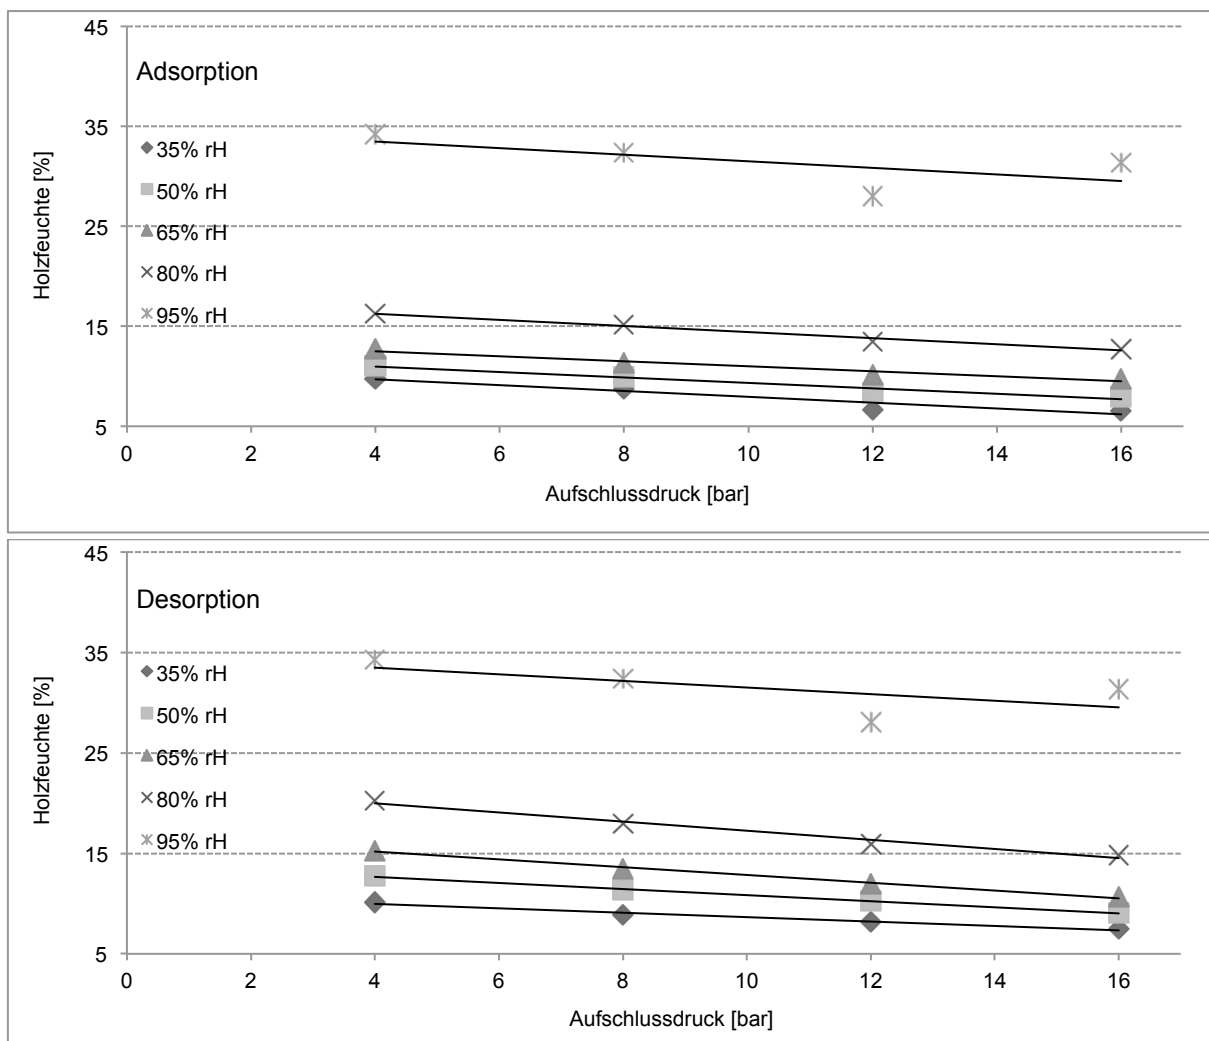 45
Adsorption
35
35% rH
50% rH
25
65% rH
80% rH
15
95% rH
5
Holzfeuchte [%]
0 2 4 6 8 10 12 14 16
Aufschlussdruck [bar]
45
Desorption
35
35% rH
50% rH
25
65% rH
80% rH
15
95% rH
5
Holzfeuchte [%]
0 2 4 6 8 10 12 14 16
Aufschlussdruck [bar]